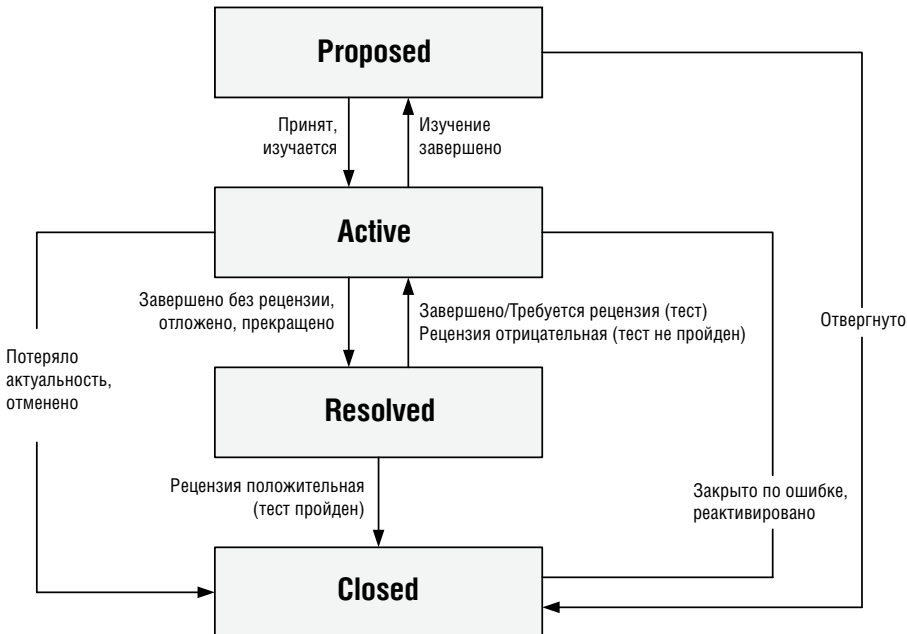 Proposed
Принят,
изучается
Изучение
завершено
Active
Завершено без рецензии,
отложено, прекращено
Завершено/Требуется рецензия (тест)
Рецензия отрицательная (тест не пройден)
Отвергнуто
Потеряло
актуальность,
отменено
Resolved
Рецензия положительная
(тест пройден)
Закрыто по ошибке,
реактивировано
Closed